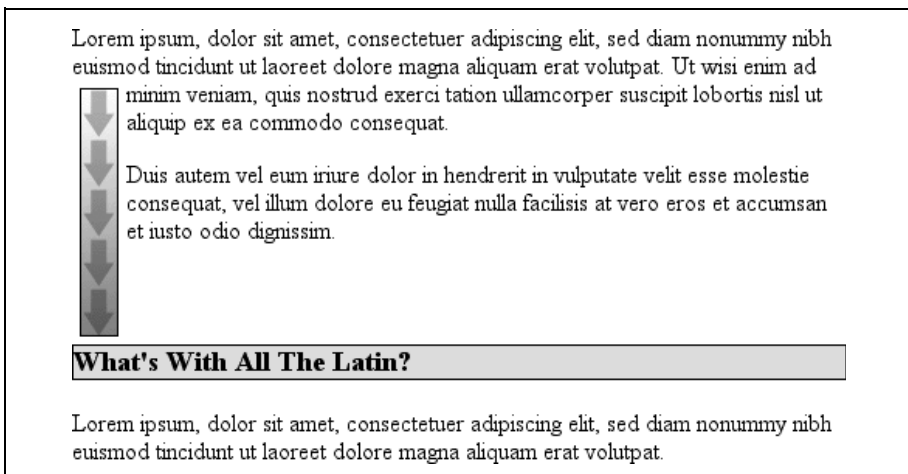 Lorem ipsum, dolor sit amet, consectetuer adipiscing elit, sed diam nonummy nibh
euismod tincidunt ut laoreet dolore magna aliquam erat volutpat. Ut wisi enim ad
minim veniam, quis nostrud exerci tation ullamcorper suscipit lobortis nisl ut
aliquip ex ea commodo consequat.
Duis autem vel eum iriure dolor in hendrerit in vulputate velit esse molestie
consequat, vel illum dolore eu feugiat nulla facilisis at vero eros et accumsan
et iusto odio dignissim.
What's With All The Latin?
Lorem ipsum, dolor sit amet, consectetuer adipiscing elit, sed diam nonummy nibh
euismod tincidunt ut laoreet dolore magna aliquam erat volutpat.